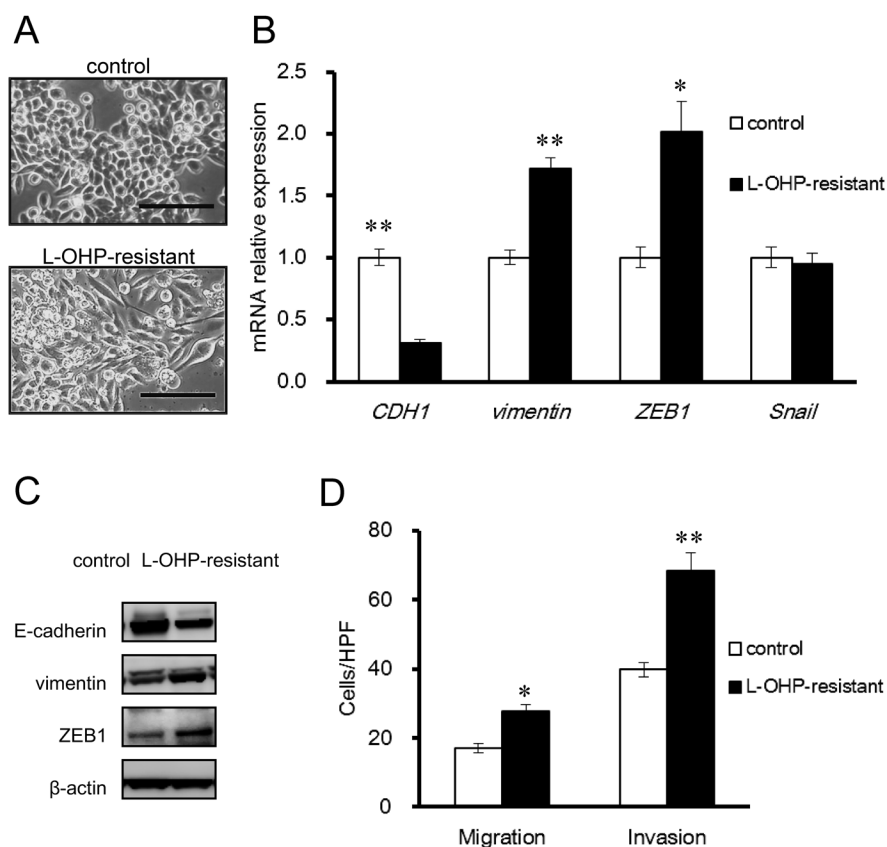 A
control
L-OHP-resistant
B
mRNA relative expression
2.5
2.0
1.5
1.0
0.5
0.0
**
**
*
CDH1 vimentin ZEB1 Snail
control
L-OHP-resistant
C
control L-OHP-resistant
E-cadherin
vimentin
ZEB1
β-actin
D
Cells/HPF
80
60
40
20
0
*
**
Migration Invasion
control
L-OHP-resistant